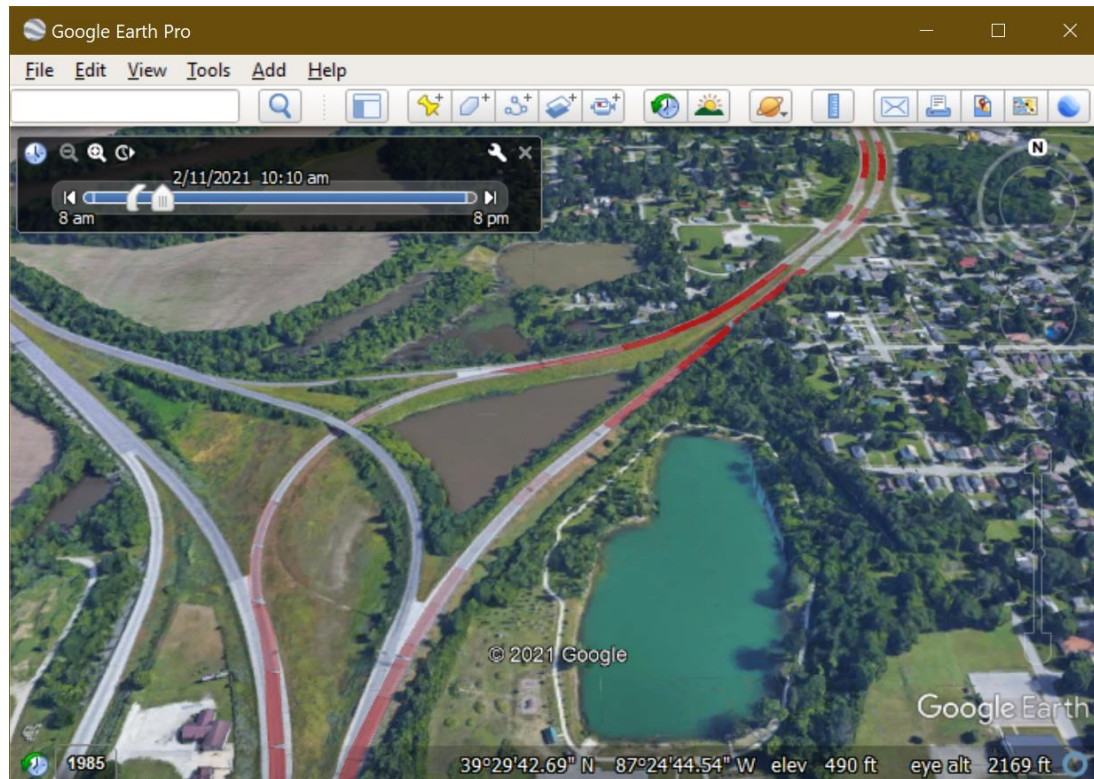 Google Earth Pro
File Edit View Tools Add Help
2/11/2021 10:10 am
8 am 8 pm
N
© 2021 Google
Google Earth
1985 39°29'42.69" N 87°24'44.54" W elev 490 ft eye alt 2169 ft